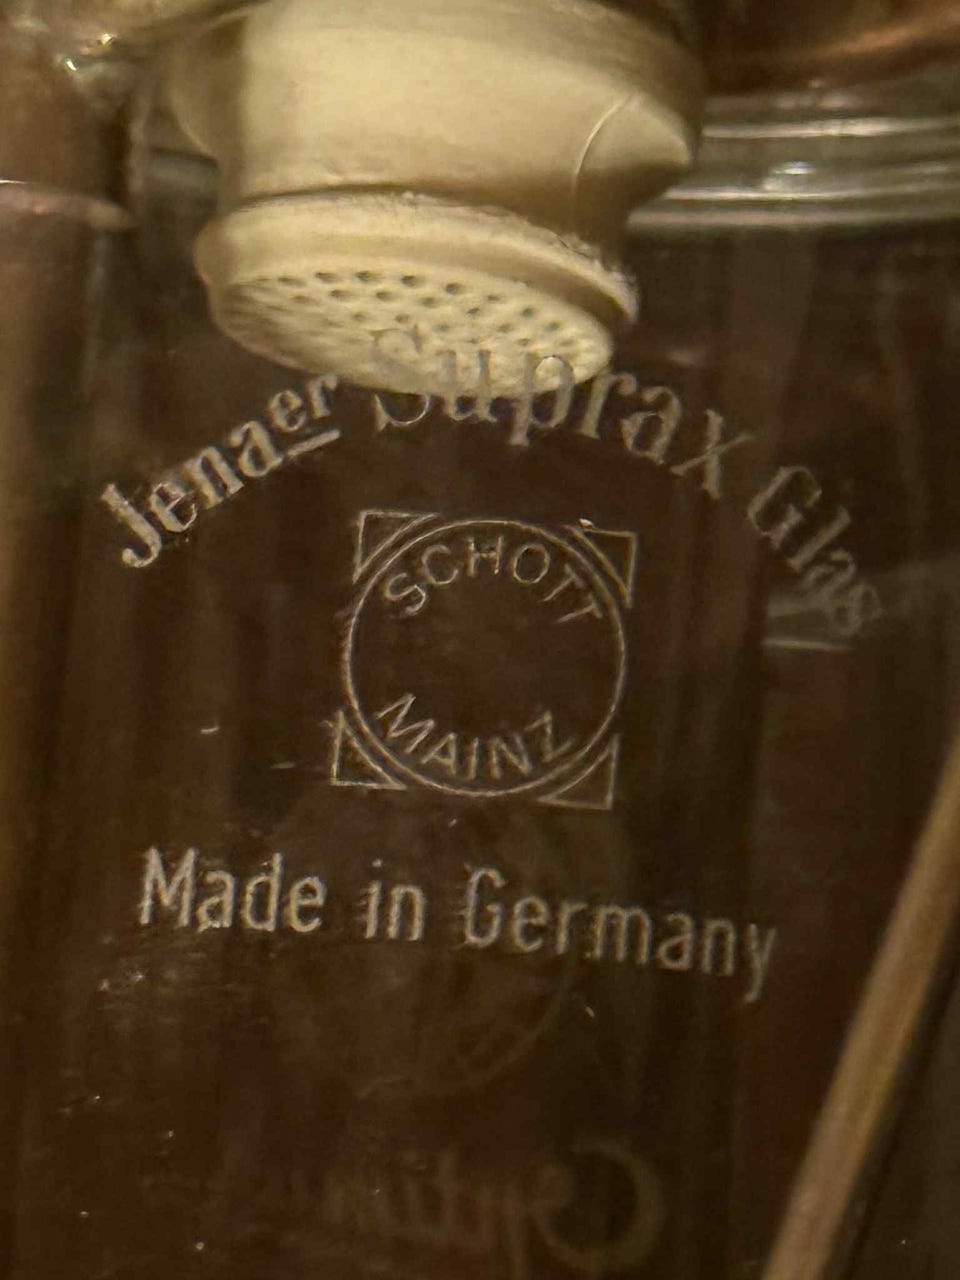 Jenaer Suprax Glas
SCHOTT
MAINZ
Made in Germany